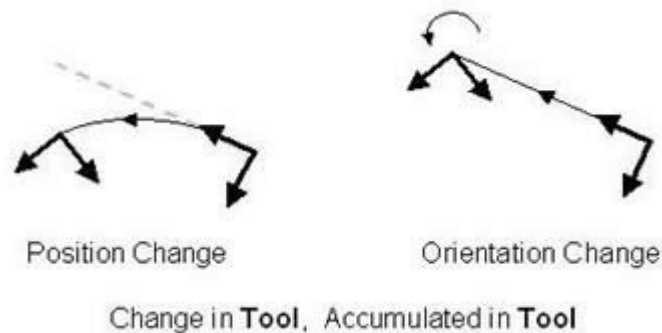 Position Change
Orientation Change
Change in Tool, Accumulated in Tool